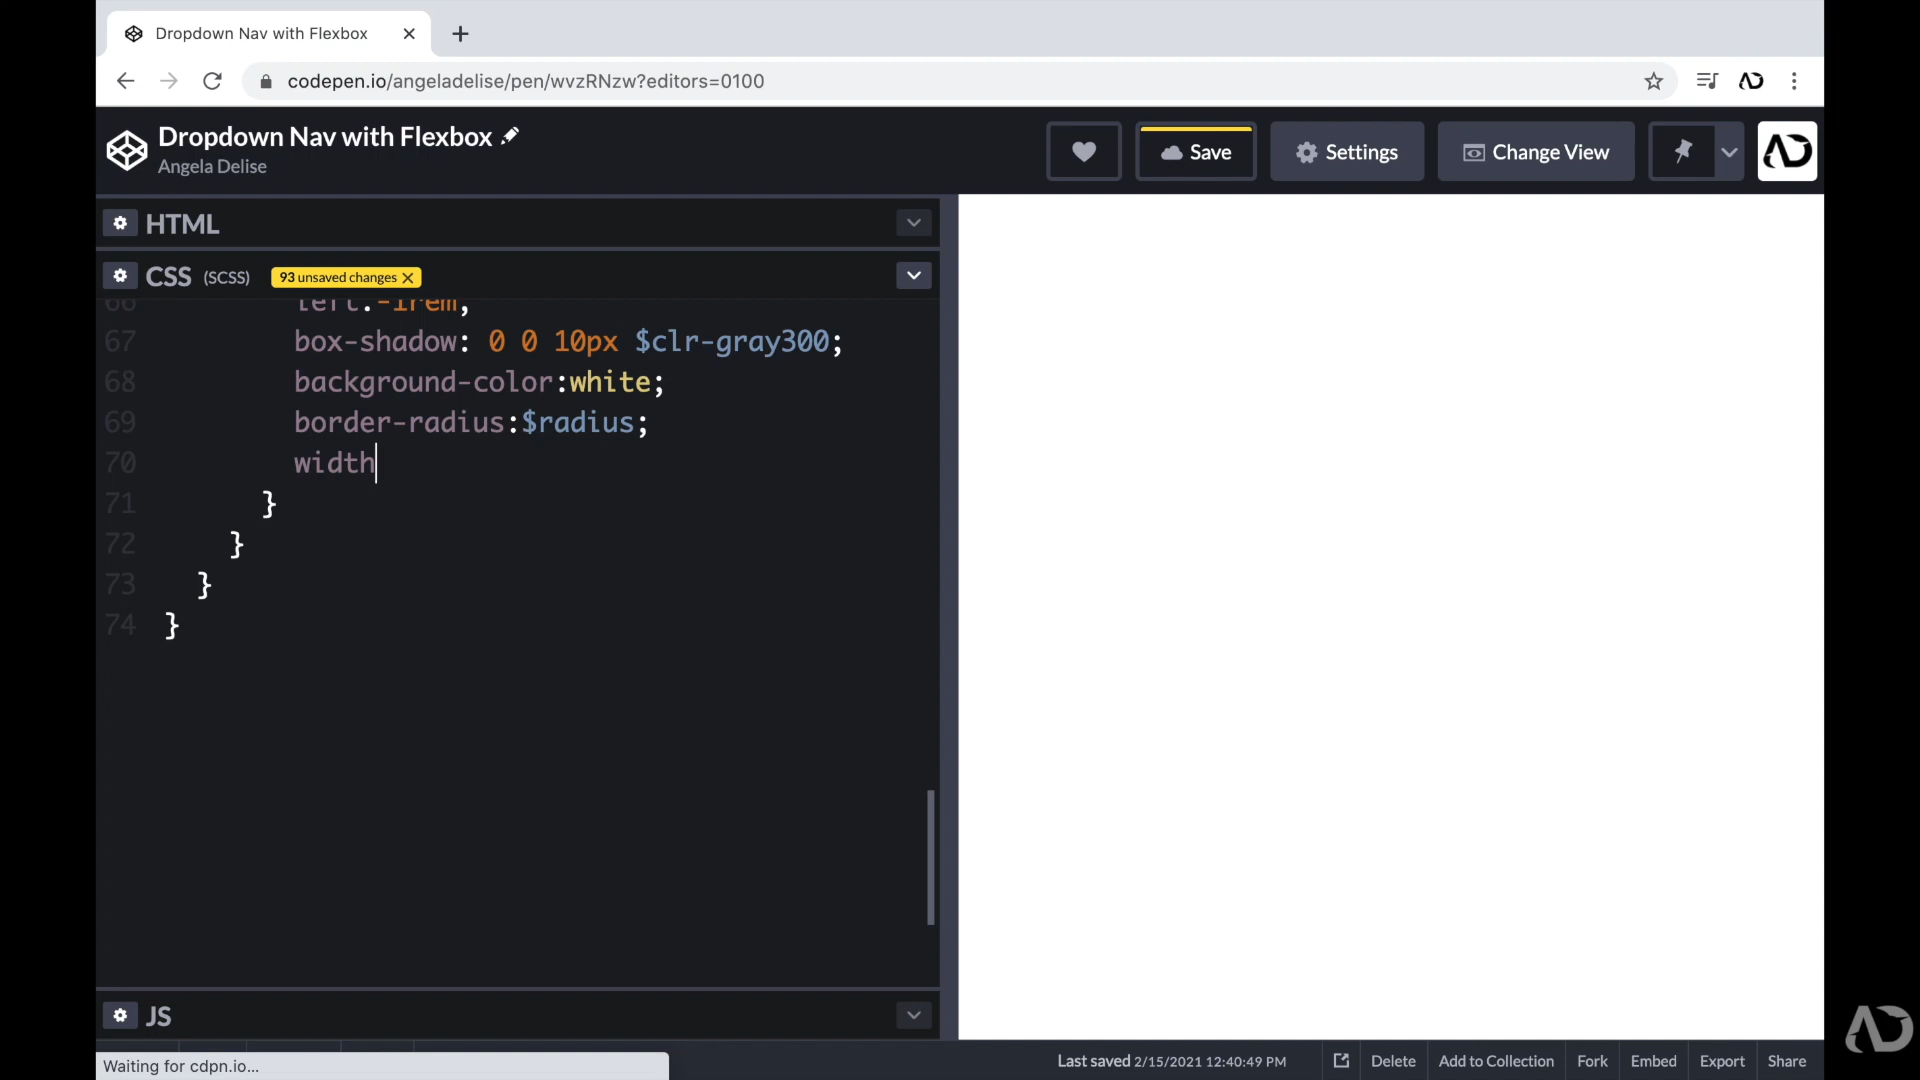 Dropdown Nav with Flexbox
codepen.io/angeladelise/pen/wvzRNzw?editors=0100
Dropdown Nav with Flexbox
Angela Delise
Save
Settings
Change View
HTML
CSS (SCSS) 93 unsaved changes
66 left:-1rem;
67 box-shadow: 0 0 10px $clr-gray300;
68 background-color:white;
69 border-radius:$radius;
70 width
71 }
72 }
73 }
74 }
JS
Waiting for cdpn.io...
Last saved 2/15/2021 12:40:49 PM
Delete
Add to Collection
Fork
Embed
Export
Share